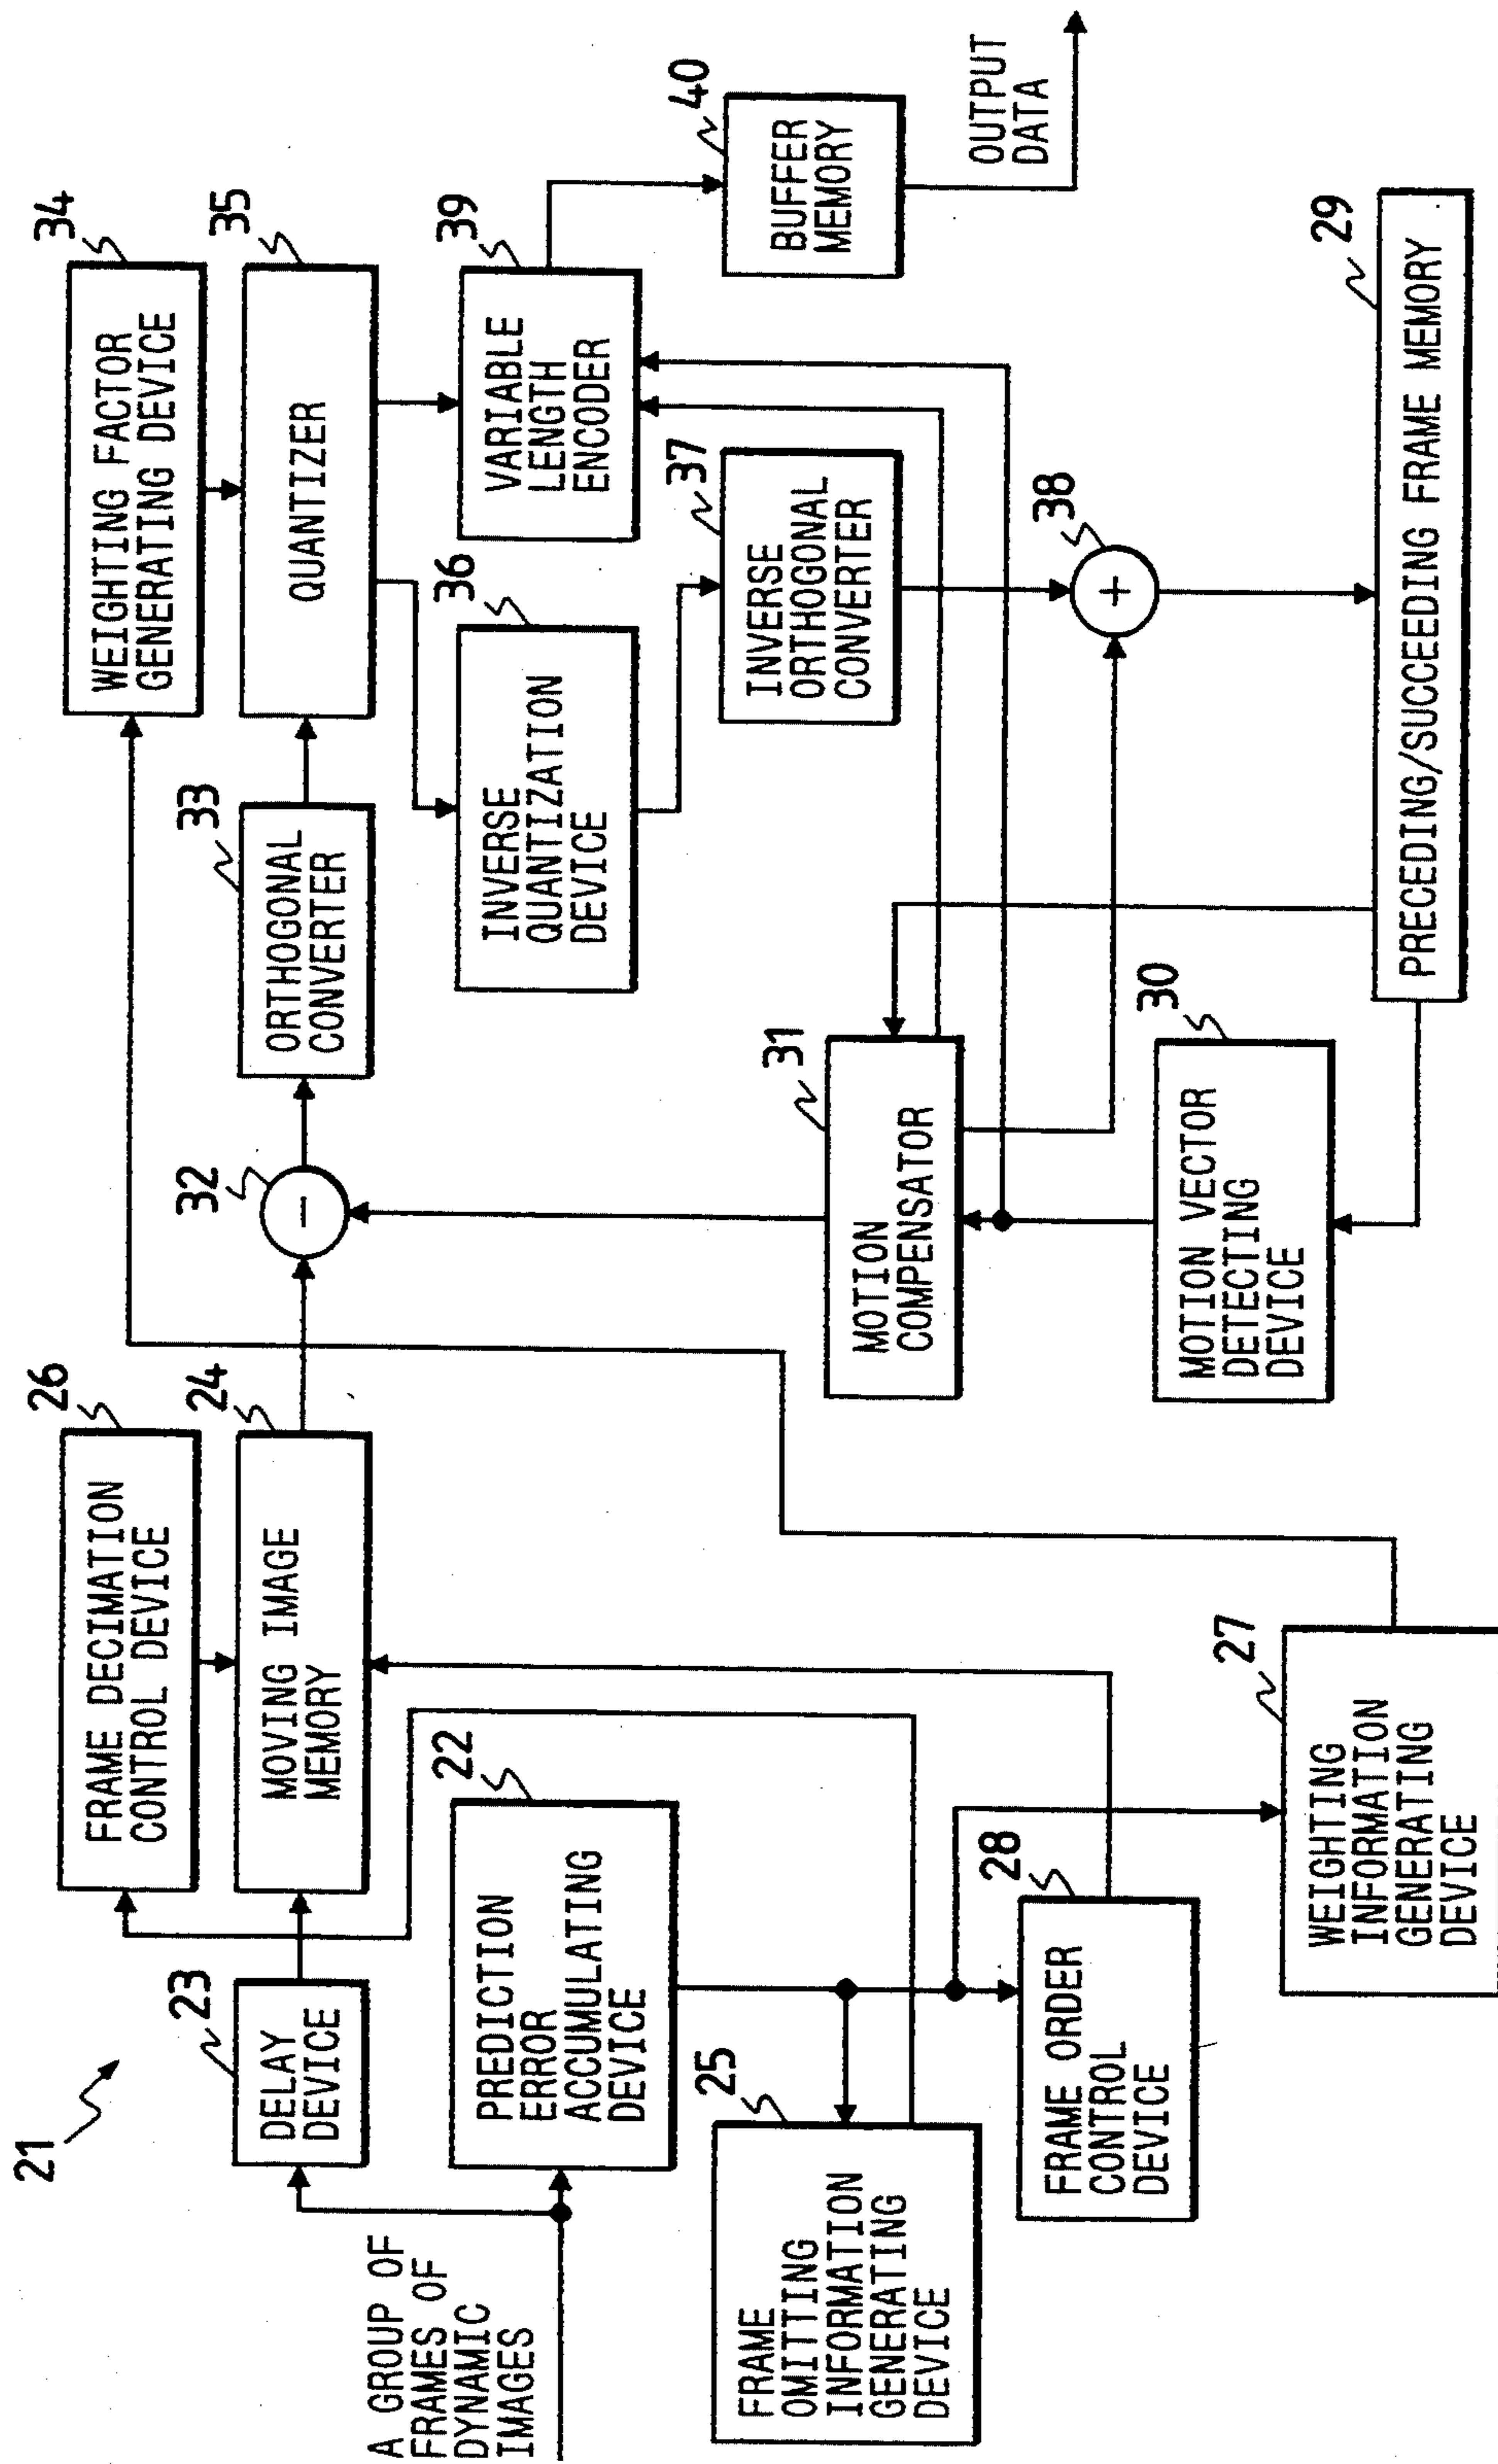 21
A GROUP OF
FRAMES OF
DYNAMIC
IMAGES
23
DELAY
DEVICE
26
FRAME DECIMATION
CONTROL DEVICE
24
MOVING IMAGE
MEMORY
22
PREDICTION
ERROR
ACCUMULATING
DEVICE
25
FRAME
OMITTING
INFORMATION
GENERATING
DEVICE
28
FRAME ORDER
CONTROL
DEVICE
27
WEIGHTING
INFORMATION
GENERATING
DEVICE
32
−
33
ORTHOGONAL
CONVERTER
34
WEIGHTING FACTOR
GENERATING DEVICE
35
QUANTIZER
36
INVERSE
QUANTIZATION
DEVICE
39
VARIABLE
LENGTH
ENCODER
37
INVERSE
ORTHOGONAL
CONVERTER
40
BUFFER
MEMORY
OUTPUT
DATA
38
+
31
MOTION
COMPENSATOR
30
MOTION VECTOR
DETECTING
DEVICE
29
PRECEDING/SUCCEEDING FRAME MEMORY